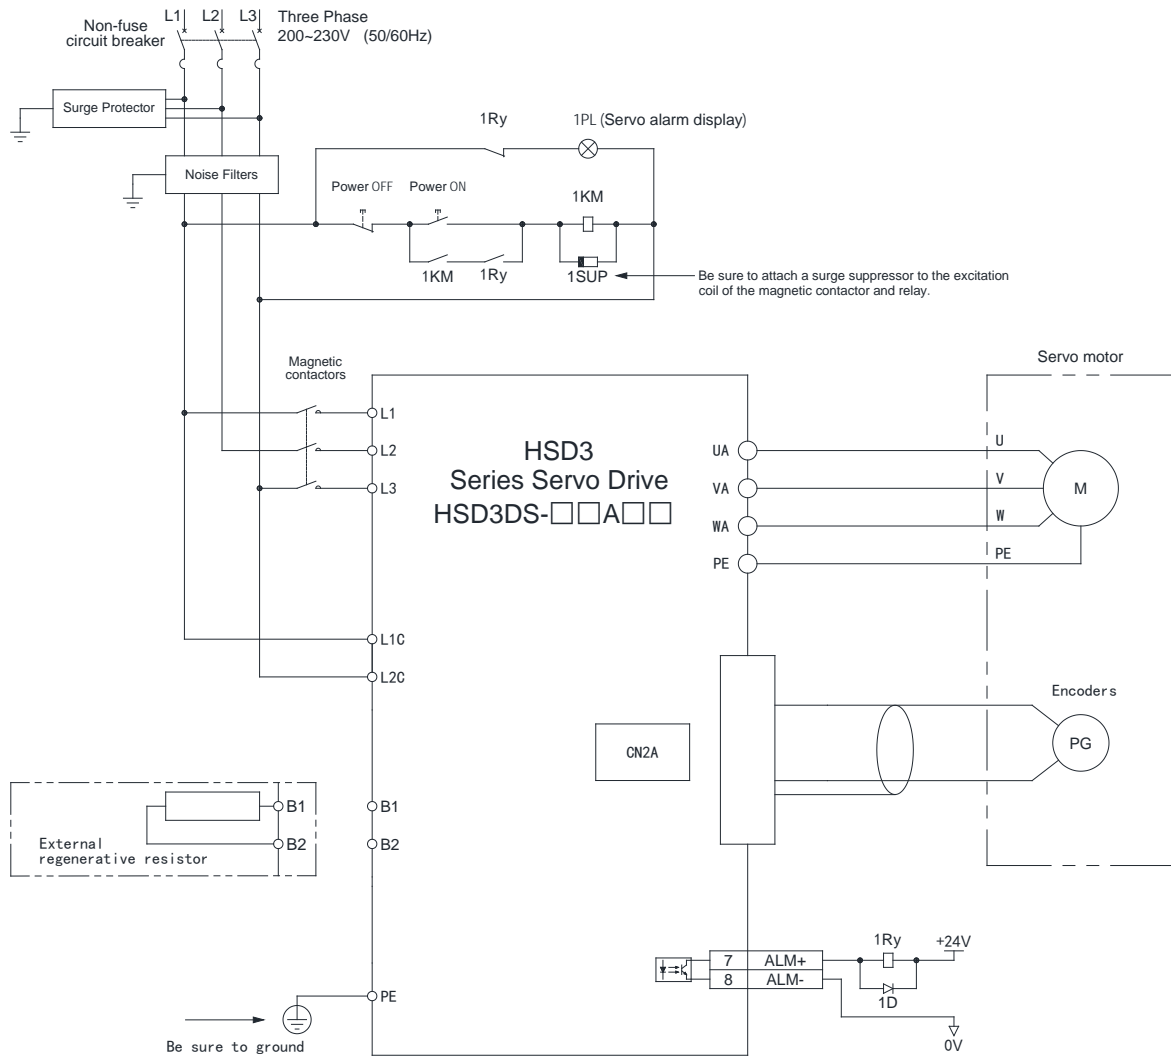 L1 L2 L3 Three Phase
200~230V (50/60Hz)
Non-fuse
circuit breaker
Surge Protector
Noise Filters
1Ry 1PL (Servo alarm display)
Power OFF Power ON
1KM
1KM 1Ry 1SUP
Be sure to attach a surge suppressor to the excitation
coil of the magnetic contactor and relay.
Magnetic
contactors
Servo motor
L1
L2
L3
HSD3
Series Servo Drive
HSD3DS-□□A□□
UA U
VA V M
WA W
PE PE
L1C
L2C
Encoders
CN2A PG
B1 B1
B2 B2
External
regenerative resistor
1Ry +24V
7 ALM+
8 ALM-
1D
0V
PE
Be sure to ground